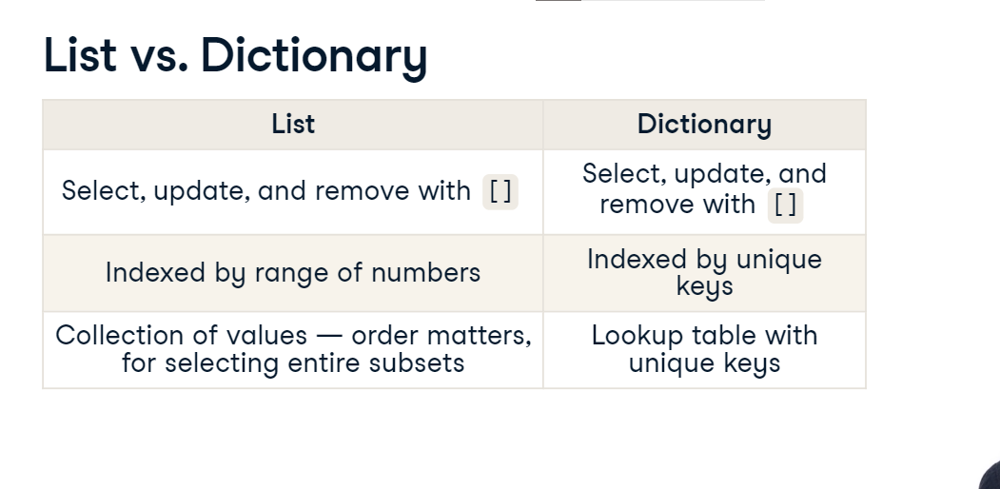 List vs. Dictionary
List
Dictionary
Select, update, and remove with []
Select, update, and
remove with []
Indexed by range of numbers
Indexed by unique
keys
Collection of values — order matters,
for selecting entire subsets
Lookup table with
unique keys